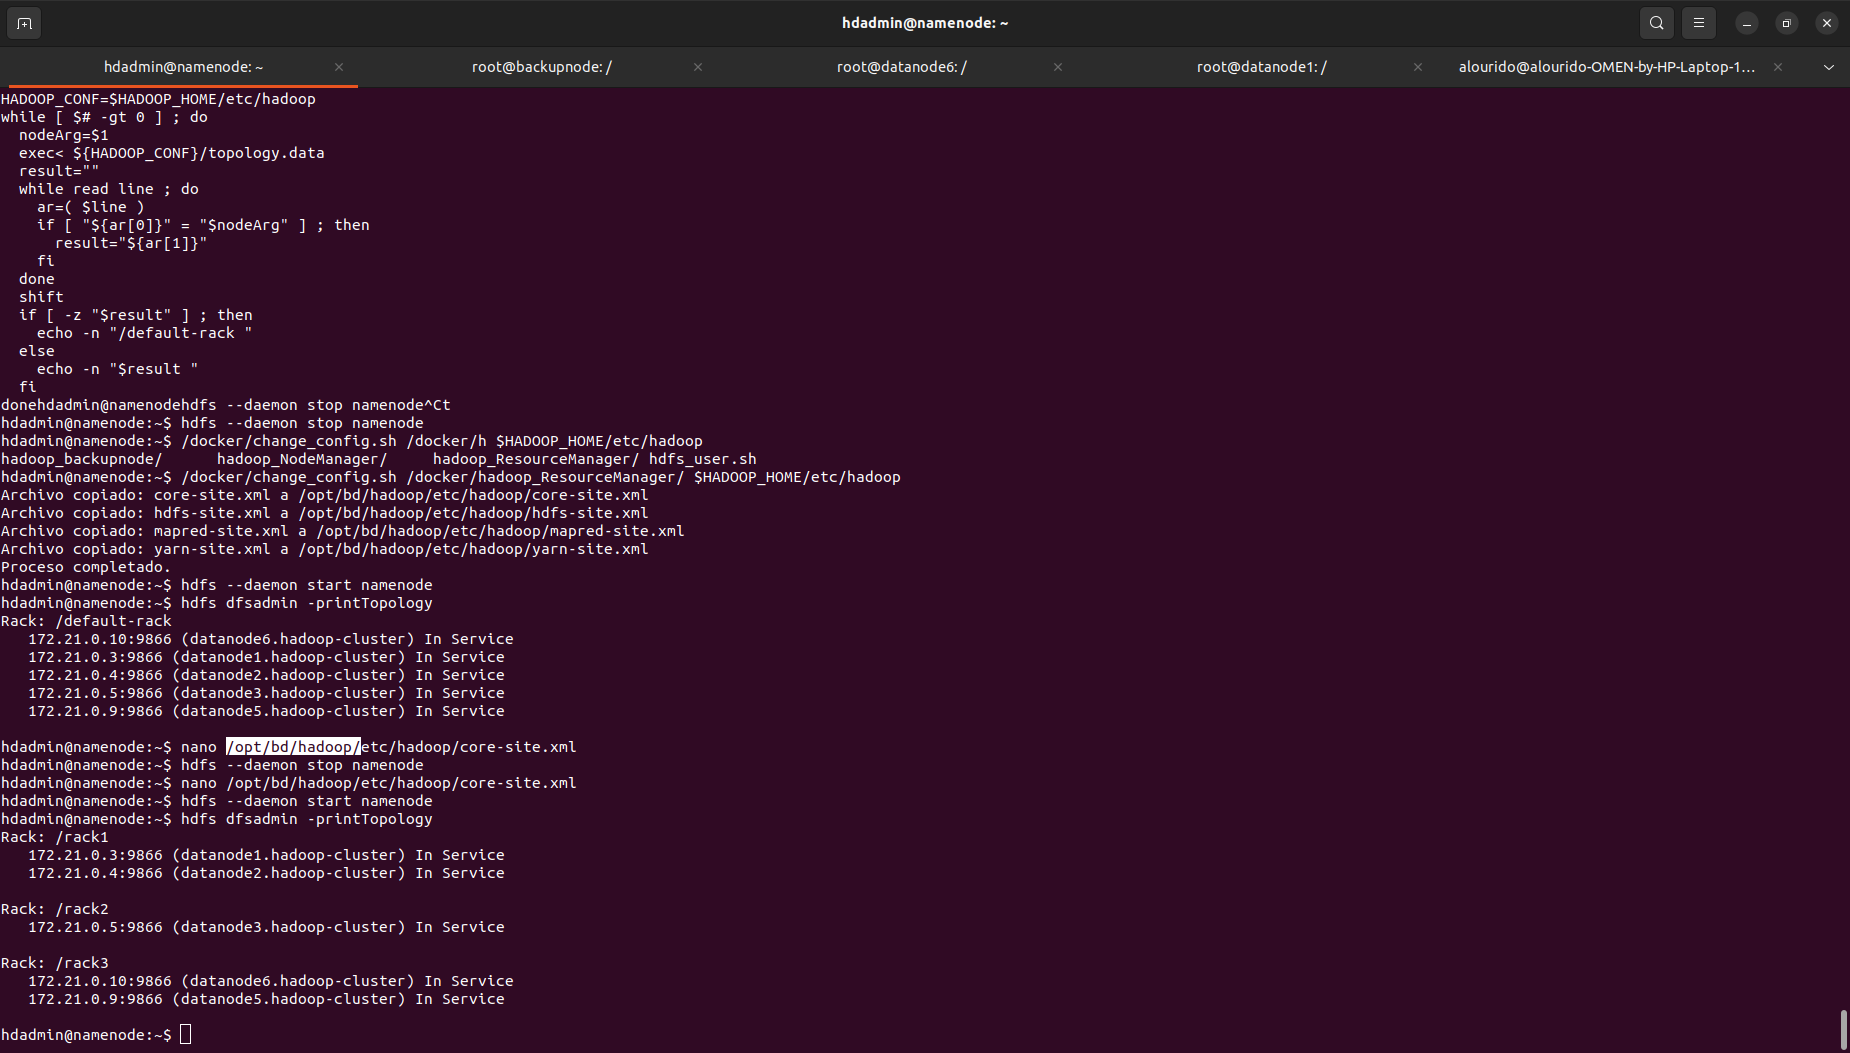 hdadmin@namenode: ~
hdadmin@namenode: ~ × root@backupnode: / × root@datanode6: / × root@datanode1: / × alourido@alourido-OMEN-by-HP-Laptop-1... ×
HADOOP_CONF=$HADOOP_HOME/etc/hadoop
while [ $# -gt 0 ] ; do
  nodeArg=$1
  exec< ${HADOOP_CONF}/topology.data
  result=""
  while read line ; do
    ar=( $line )
    if [ "${ar[0]}" = "$nodeArg" ] ; then
      result="${ar[1]}"
    fi
  done
  shift
  if [ -z "$result" ] ; then
    echo -n "/default-rack "
  else
    echo -n "$result "
  fi
donehdadmin@namenodehdfs --daemon stop namenode^Ct
hdadmin@namenode:~$ hdfs --daemon stop namenode
hdadmin@namenode:~$ /docker/change_config.sh /docker/h $HADOOP_HOME/etc/hadoop
hadoop_backupnode/      hadoop_NodeManager/     hadoop_ResourceManager/ hdfs_user.sh
hdadmin@namenode:~$ /docker/change_config.sh /docker/hadoop_ResourceManager/ $HADOOP_HOME/etc/hadoop
Archivo copiado: core-site.xml a /opt/bd/hadoop/etc/hadoop/core-site.xml
Archivo copiado: hdfs-site.xml a /opt/bd/hadoop/etc/hadoop/hdfs-site.xml
Archivo copiado: mapred-site.xml a /opt/bd/hadoop/etc/hadoop/mapred-site.xml
Archivo copiado: yarn-site.xml a /opt/bd/hadoop/etc/hadoop/yarn-site.xml
Proceso completado.
hdadmin@namenode:~$ hdfs --daemon start namenode
hdadmin@namenode:~$ hdfs dfsadmin -printTopology
Rack: /default-rack
   172.21.0.10:9866 (datanode6.hadoop-cluster) In Service
   172.21.0.3:9866 (datanode1.hadoop-cluster) In Service
   172.21.0.4:9866 (datanode2.hadoop-cluster) In Service
   172.21.0.5:9866 (datanode3.hadoop-cluster) In Service
   172.21.0.9:9866 (datanode5.hadoop-cluster) In Service
hdadmin@namenode:~$ nano /opt/bd/hadoop/etc/hadoop/core-site.xml
hdadmin@namenode:~$ hdfs --daemon stop namenode
hdadmin@namenode:~$ nano /opt/bd/hadoop/etc/hadoop/core-site.xml
hdadmin@namenode:~$ hdfs --daemon start namenode
hdadmin@namenode:~$ hdfs dfsadmin -printTopology
Rack: /rack1
   172.21.0.3:9866 (datanode1.hadoop-cluster) In Service
   172.21.0.4:9866 (datanode2.hadoop-cluster) In Service
Rack: /rack2
   172.21.0.5:9866 (datanode3.hadoop-cluster) In Service
Rack: /rack3
   172.21.0.10:9866 (datanode6.hadoop-cluster) In Service
   172.21.0.9:9866 (datanode5.hadoop-cluster) In Service
hdadmin@namenode:~$